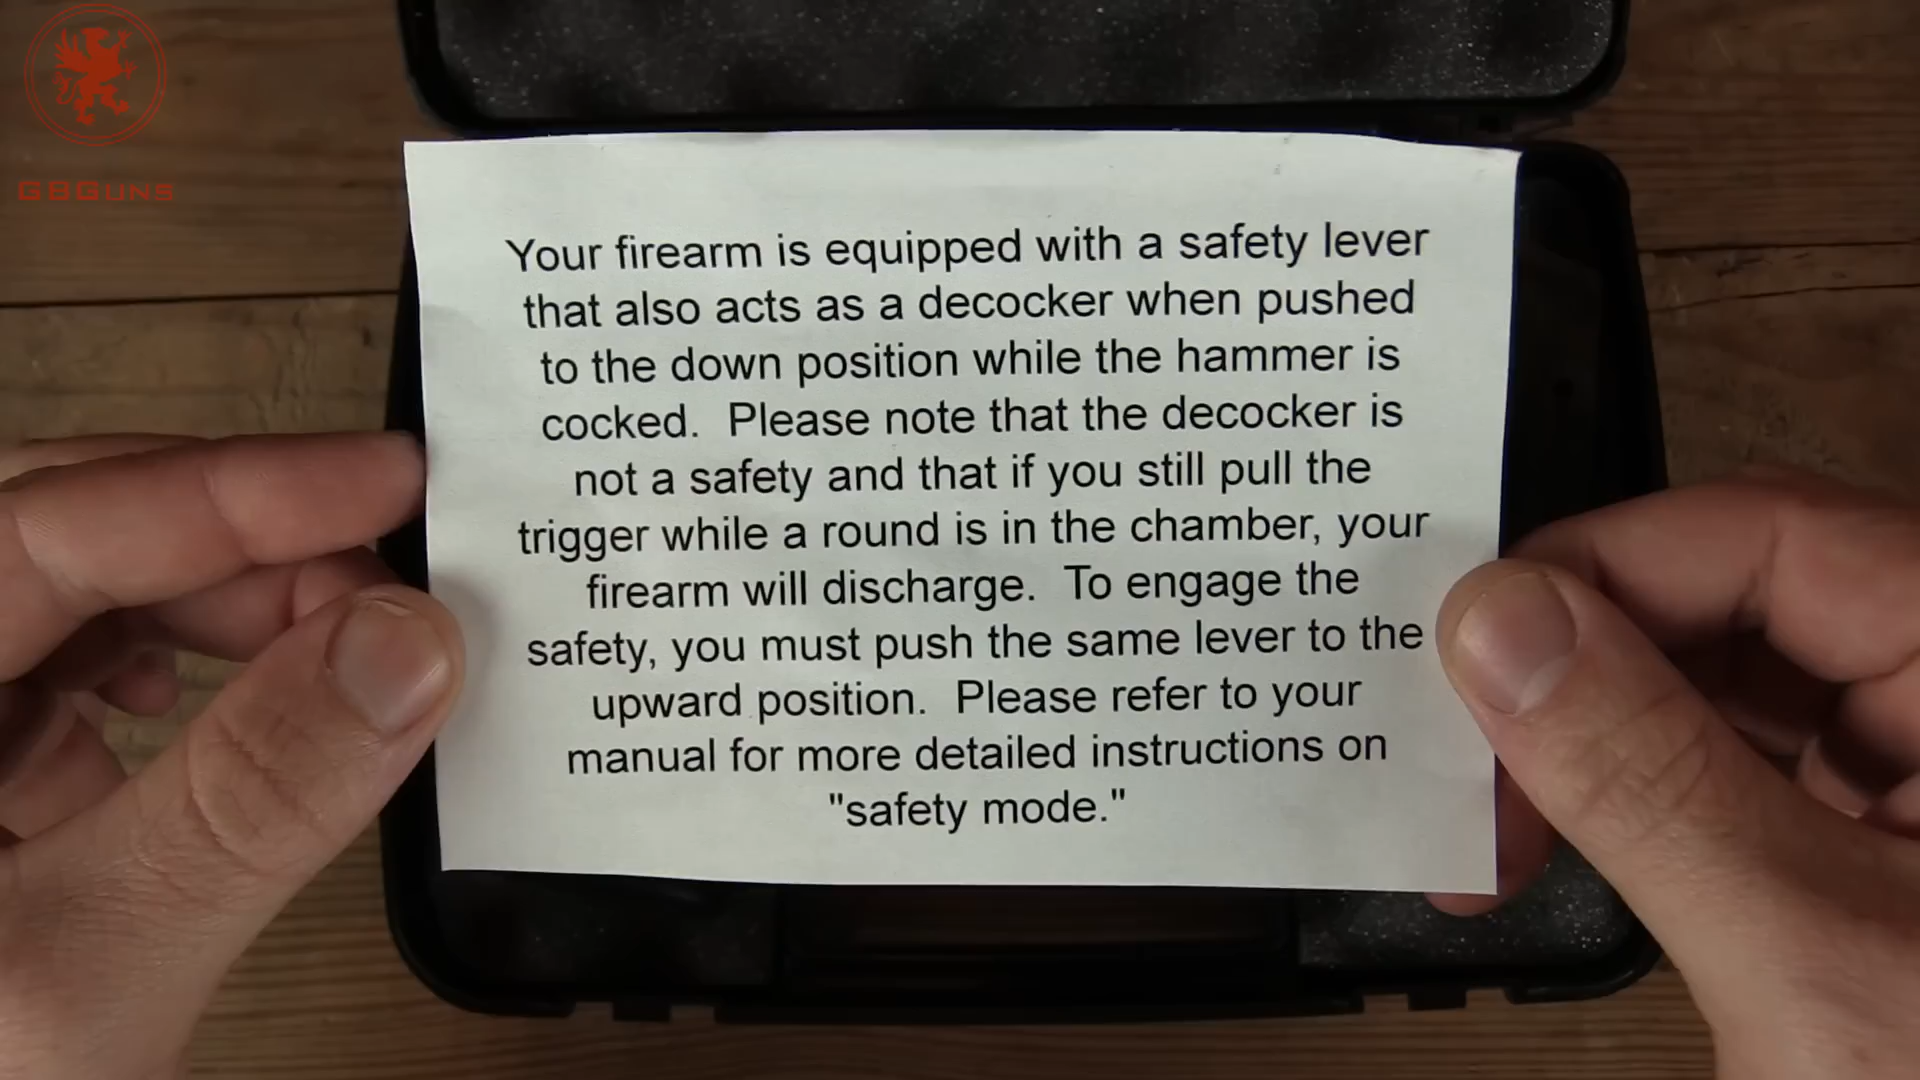 GBGUNS
Your firearm is equipped with a safety lever
that also acts as a decocker when pushed
to the down position while the hammer is
cocked.  Please note that the decocker is
not a safety and that if you still pull the
trigger while a round is in the chamber, your
firearm will discharge.  To engage the
safety, you must push the same lever to the
upward position.  Please refer to your
manual for more detailed instructions on
"safety mode."